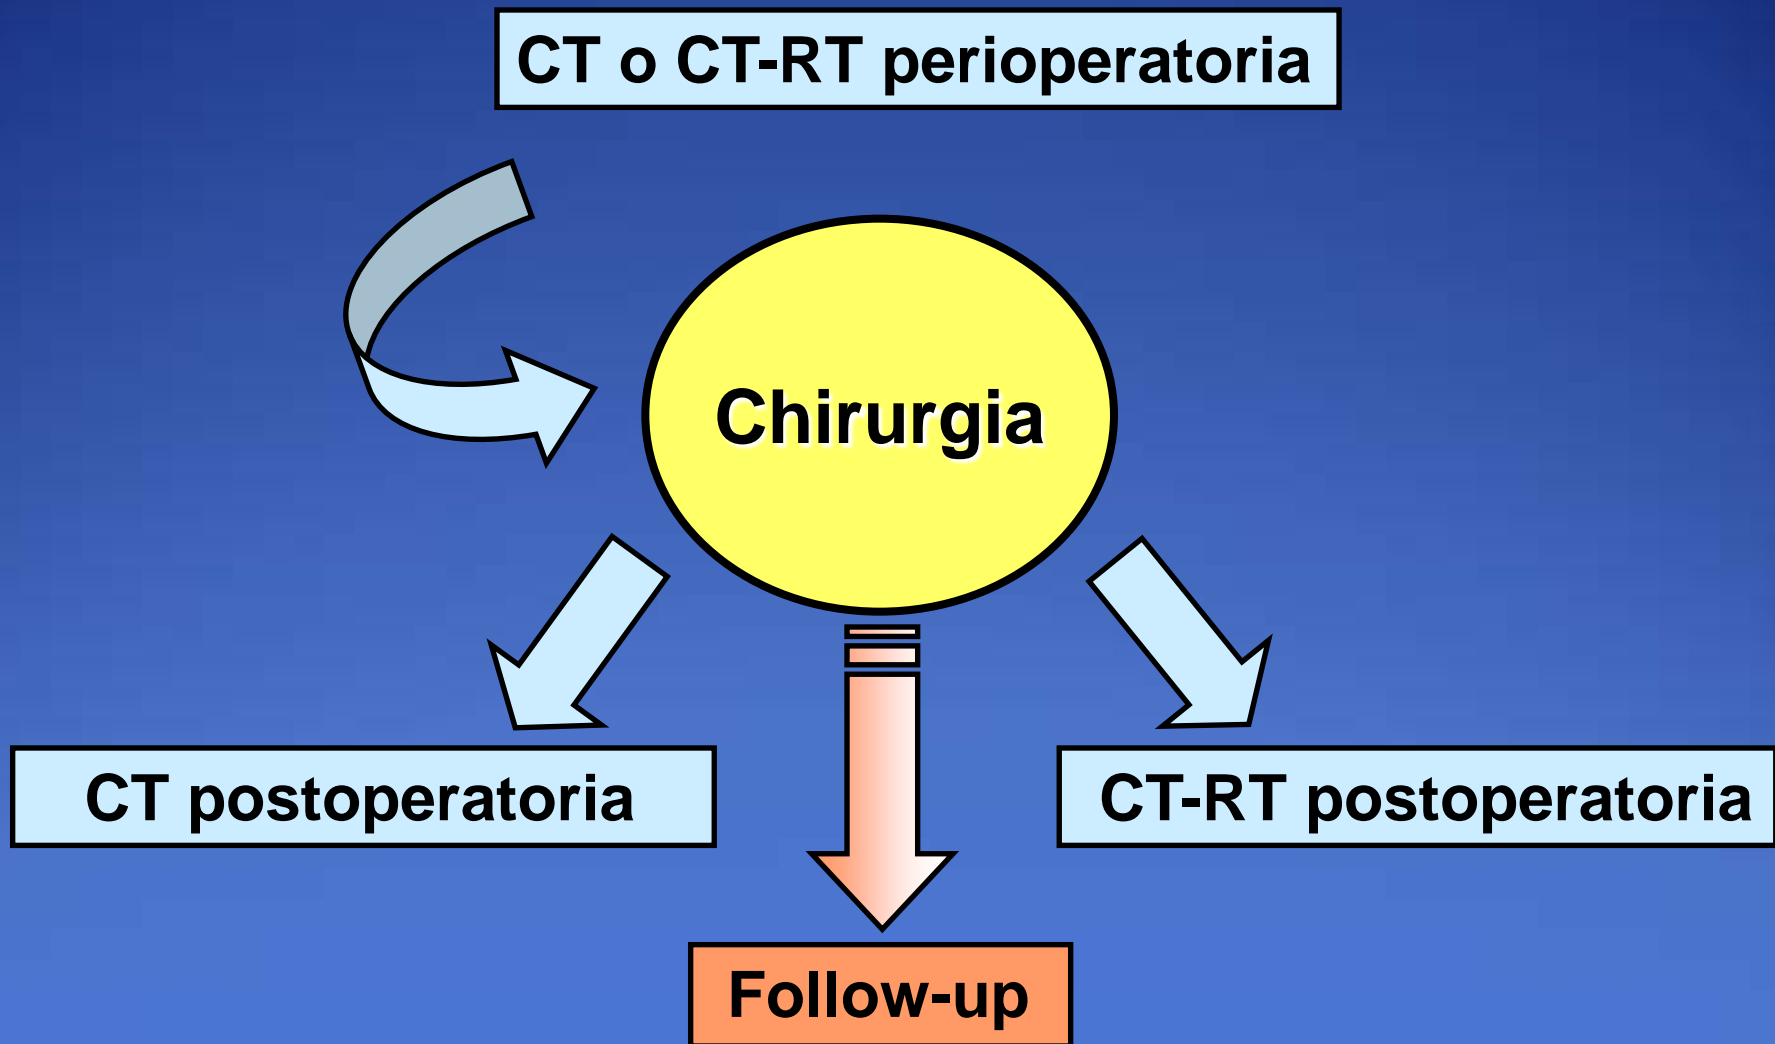 CT o CT-RT perioperatoria
Chirurgia
CT postoperatoria
CT-RT postoperatoria
Follow-up